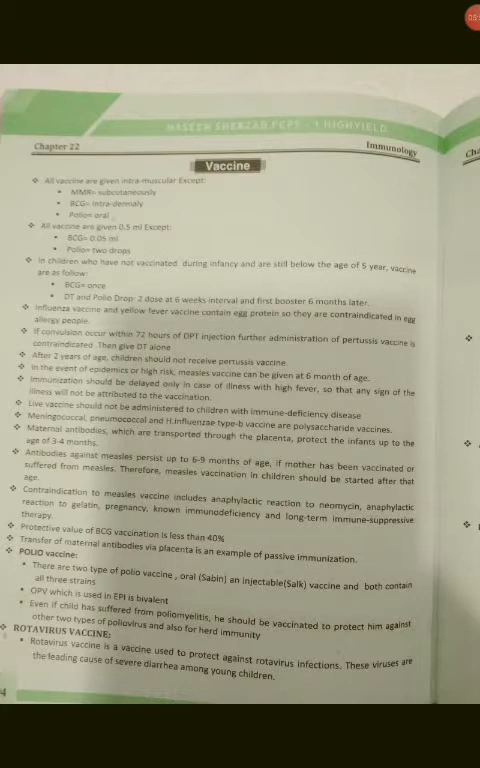 NASEEM SHERZAD FCPS - 1 HIGHYIELD
Chapter 22
Immunology
Vaccine
❖ All vaccine are given intra-muscular Except:
• MMR= subcutaneously
• BCG= intra-dermaly
• Polio= oral
❖ All vaccine are given 0.5 ml Except:
• BCG= 0.05 ml
• Polio= two drops
❖ In children who have not vaccinated during infancy and are still below the age of 5 year, vaccine
are as follow:
• BCG= once
• DT and Polio Drop: 2 dose at 6 weeks interval and first booster 6 months later.
❖ Influenza vaccine and yellow fever vaccine contain egg protein so they are contraindicated in egg
allergy people.
❖ If convulsion occur within 72 hours of DPT injection further administration of pertussis vaccine is
contraindicated .Then give DT alone
❖ After 2 years of age, children should not receive pertussis vaccine.
❖ In the event of epidemics or high risk, measles vaccine can be given at 6 month of age.
❖ Immunization should be delayed only in case of illness with high fever, so that any sign of the
illness will not be attributed to the vaccination.
❖ Live vaccine should not be administered to children with immune-deficiency disease
❖ Meningococcal, pneumococcal and H.influenzae type-b vaccine are polysaccharide vaccines.
❖ Maternal antibodies, which are transported through the placenta, protect the infants up to the
age of 3-4 months.
❖ Antibodies against measles persist up to 6-9 months of age, if mother has been vaccinated or
suffered from measles. Therefore, measles vaccination in children should be started after that
age.
❖ Contraindication to measles vaccine includes anaphylactic reaction to neomycin, anaphylactic
reaction to gelatin, pregnancy, known immunodeficiency and long-term immune-suppressive
therapy.
❖ Protective value of BCG vaccination is less than 40%
❖ Transfer of maternal antibodies via placenta is an example of passive immunization.
❖ POLIO vaccine:
• There are two type of polio vaccine , oral (Sabin) an injectable(Salk) vaccine and both contain
all three strains
• OPV which is used in EPI is bivalent
• Even if child has suffered from poliomyelitis, he should be vaccinated to protect him against
other two types of poliovirus and also for herd immunity
❖ ROTAVIRUS VACCINE:
• Rotavirus vaccine is a vaccine used to protect against rotavirus infections. These viruses are
the leading cause of severe diarrhea among young children.
4
Cha